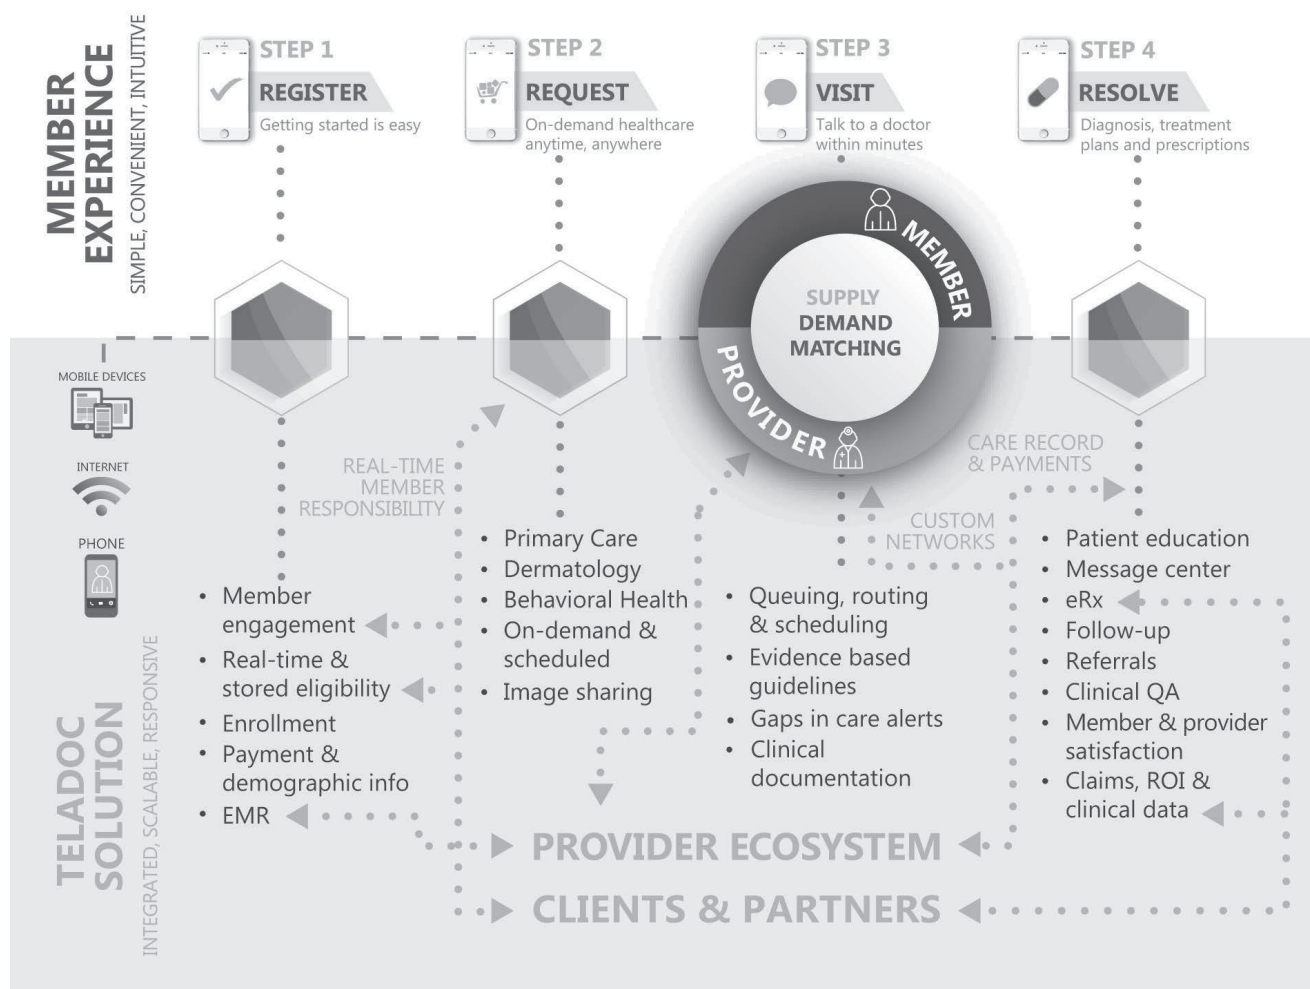 MEMBER
EXPERIENCE
SIMPLE, CONVENIENT, INTUITIVE
STEP 1
REGISTER
Getting started is easy
STEP 2
REQUEST
On-demand healthcare
anytime, anywhere
STEP 3
VISIT
Talk to a doctor
within minutes
STEP 4
RESOLVE
Diagnosis, treatment
plans and prescriptions
MEMBER
SUPPLY
DEMAND
MATCHING
PROVIDER
MOBILE DEVICES
INTERNET
PHONE
TELADOC
SOLUTION
INTEGRATED, SCALABLE, RESPONSIVE
REAL-TIME
MEMBER
RESPONSIBILITY
CARE RECORD
& PAYMENTS
CUSTOM
NETWORKS
• Member
engagement
• Real-time &
stored eligibility
• Enrollment
• Payment &
demographic info
• EMR
• Primary Care
• Dermatology
• Behavioral Health
• On-demand &
scheduled
• Image sharing
• Queuing, routing
& scheduling
• Evidence based
guidelines
• Gaps in care alerts
• Clinical
documentation
• Patient education
• Message center
• eRx
• Follow-up
• Referrals
• Clinical QA
• Member & provider
satisfaction
• Claims, ROI &
clinical data
PROVIDER ECOSYSTEM
CLIENTS & PARTNERS